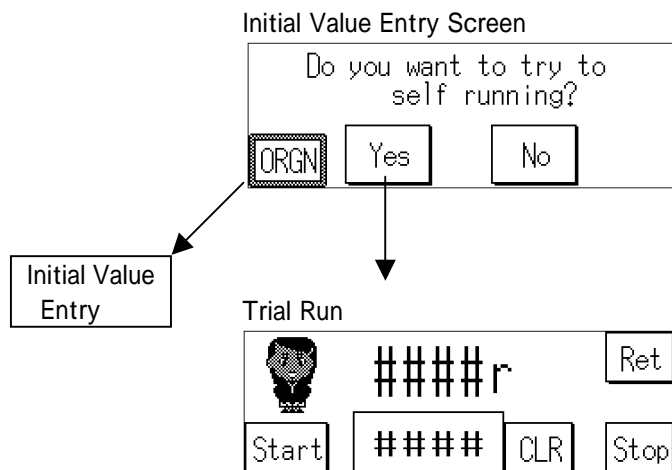 Initial Value Entry Screen
Do you want to try to
self running?
ORGN Yes No
Initial Value
Entry
Trial Run
####r Ret
Start #### CLR Stop